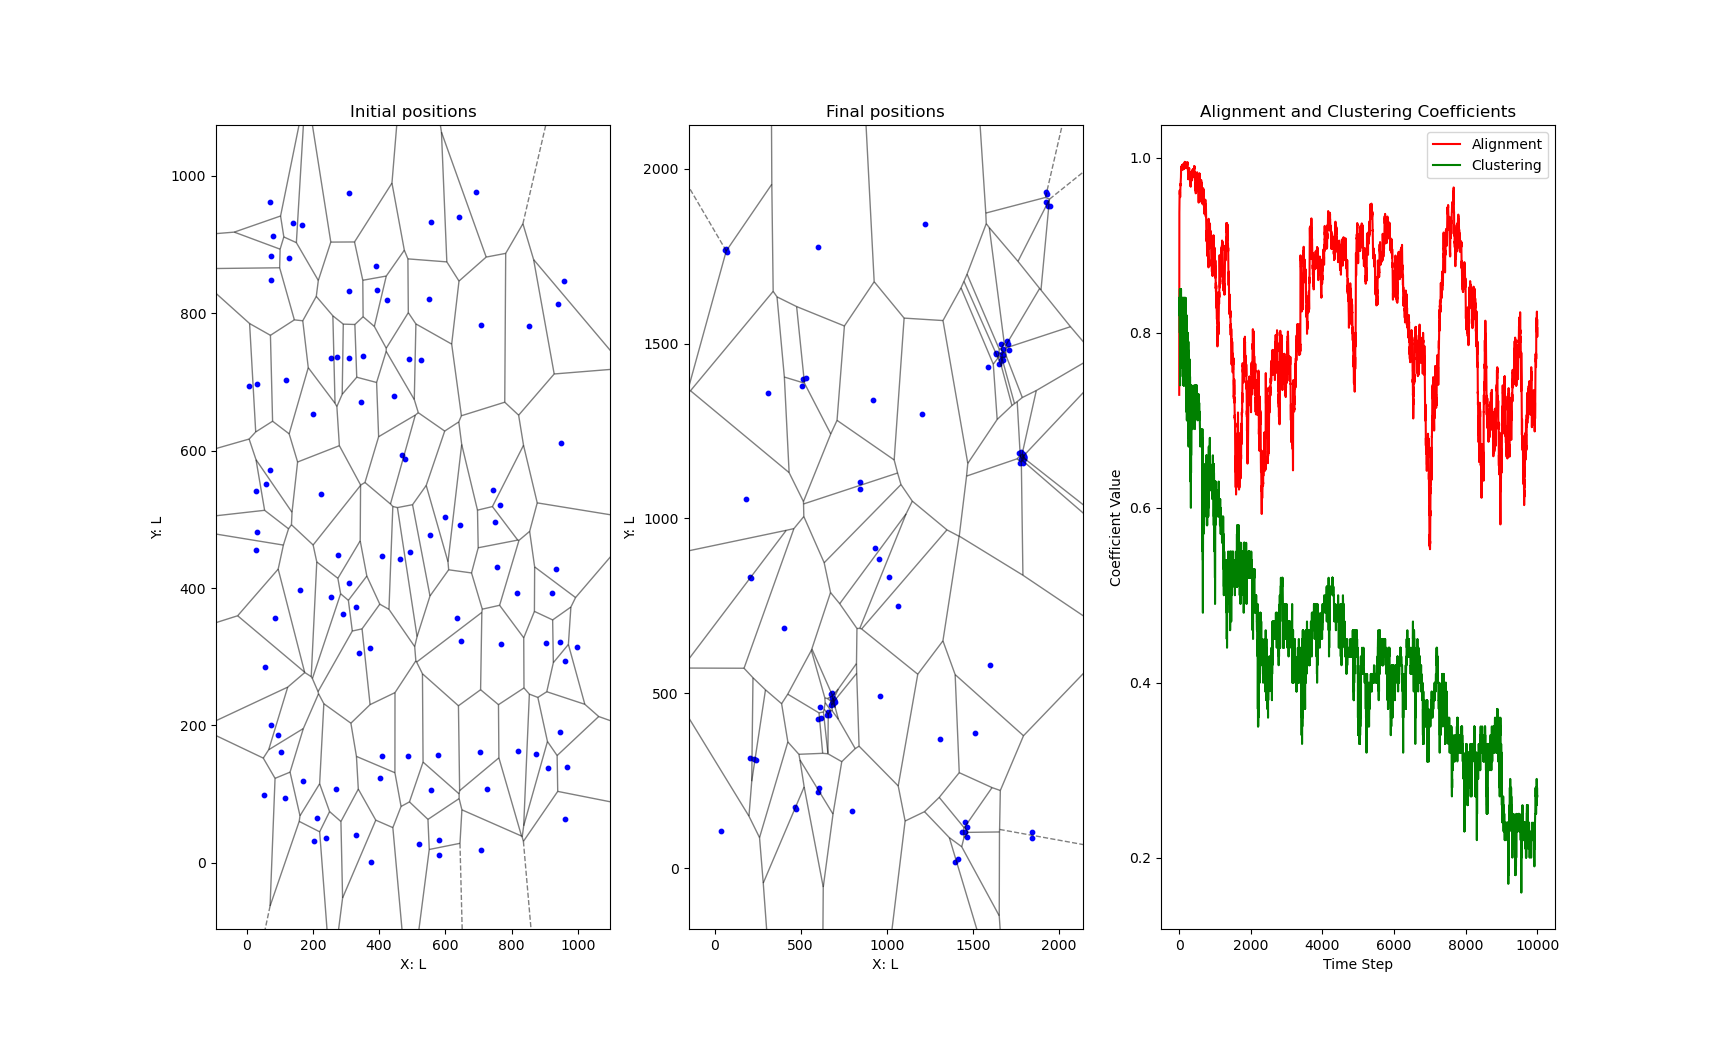 Initial positions
1000
800
600
400
200
0
Y: L
0 200 400 600 800 1000
X: L
Final positions
2000
1500
1000
500
0
Y: L
0 500 1000 1500 2000
X: L
Alignment and Clustering Coefficients
Alignment
Clustering
1.0
0.8
0.6
0.4
0.2
Coefficient Value
0 2000 4000 6000 8000 10000
Time Step